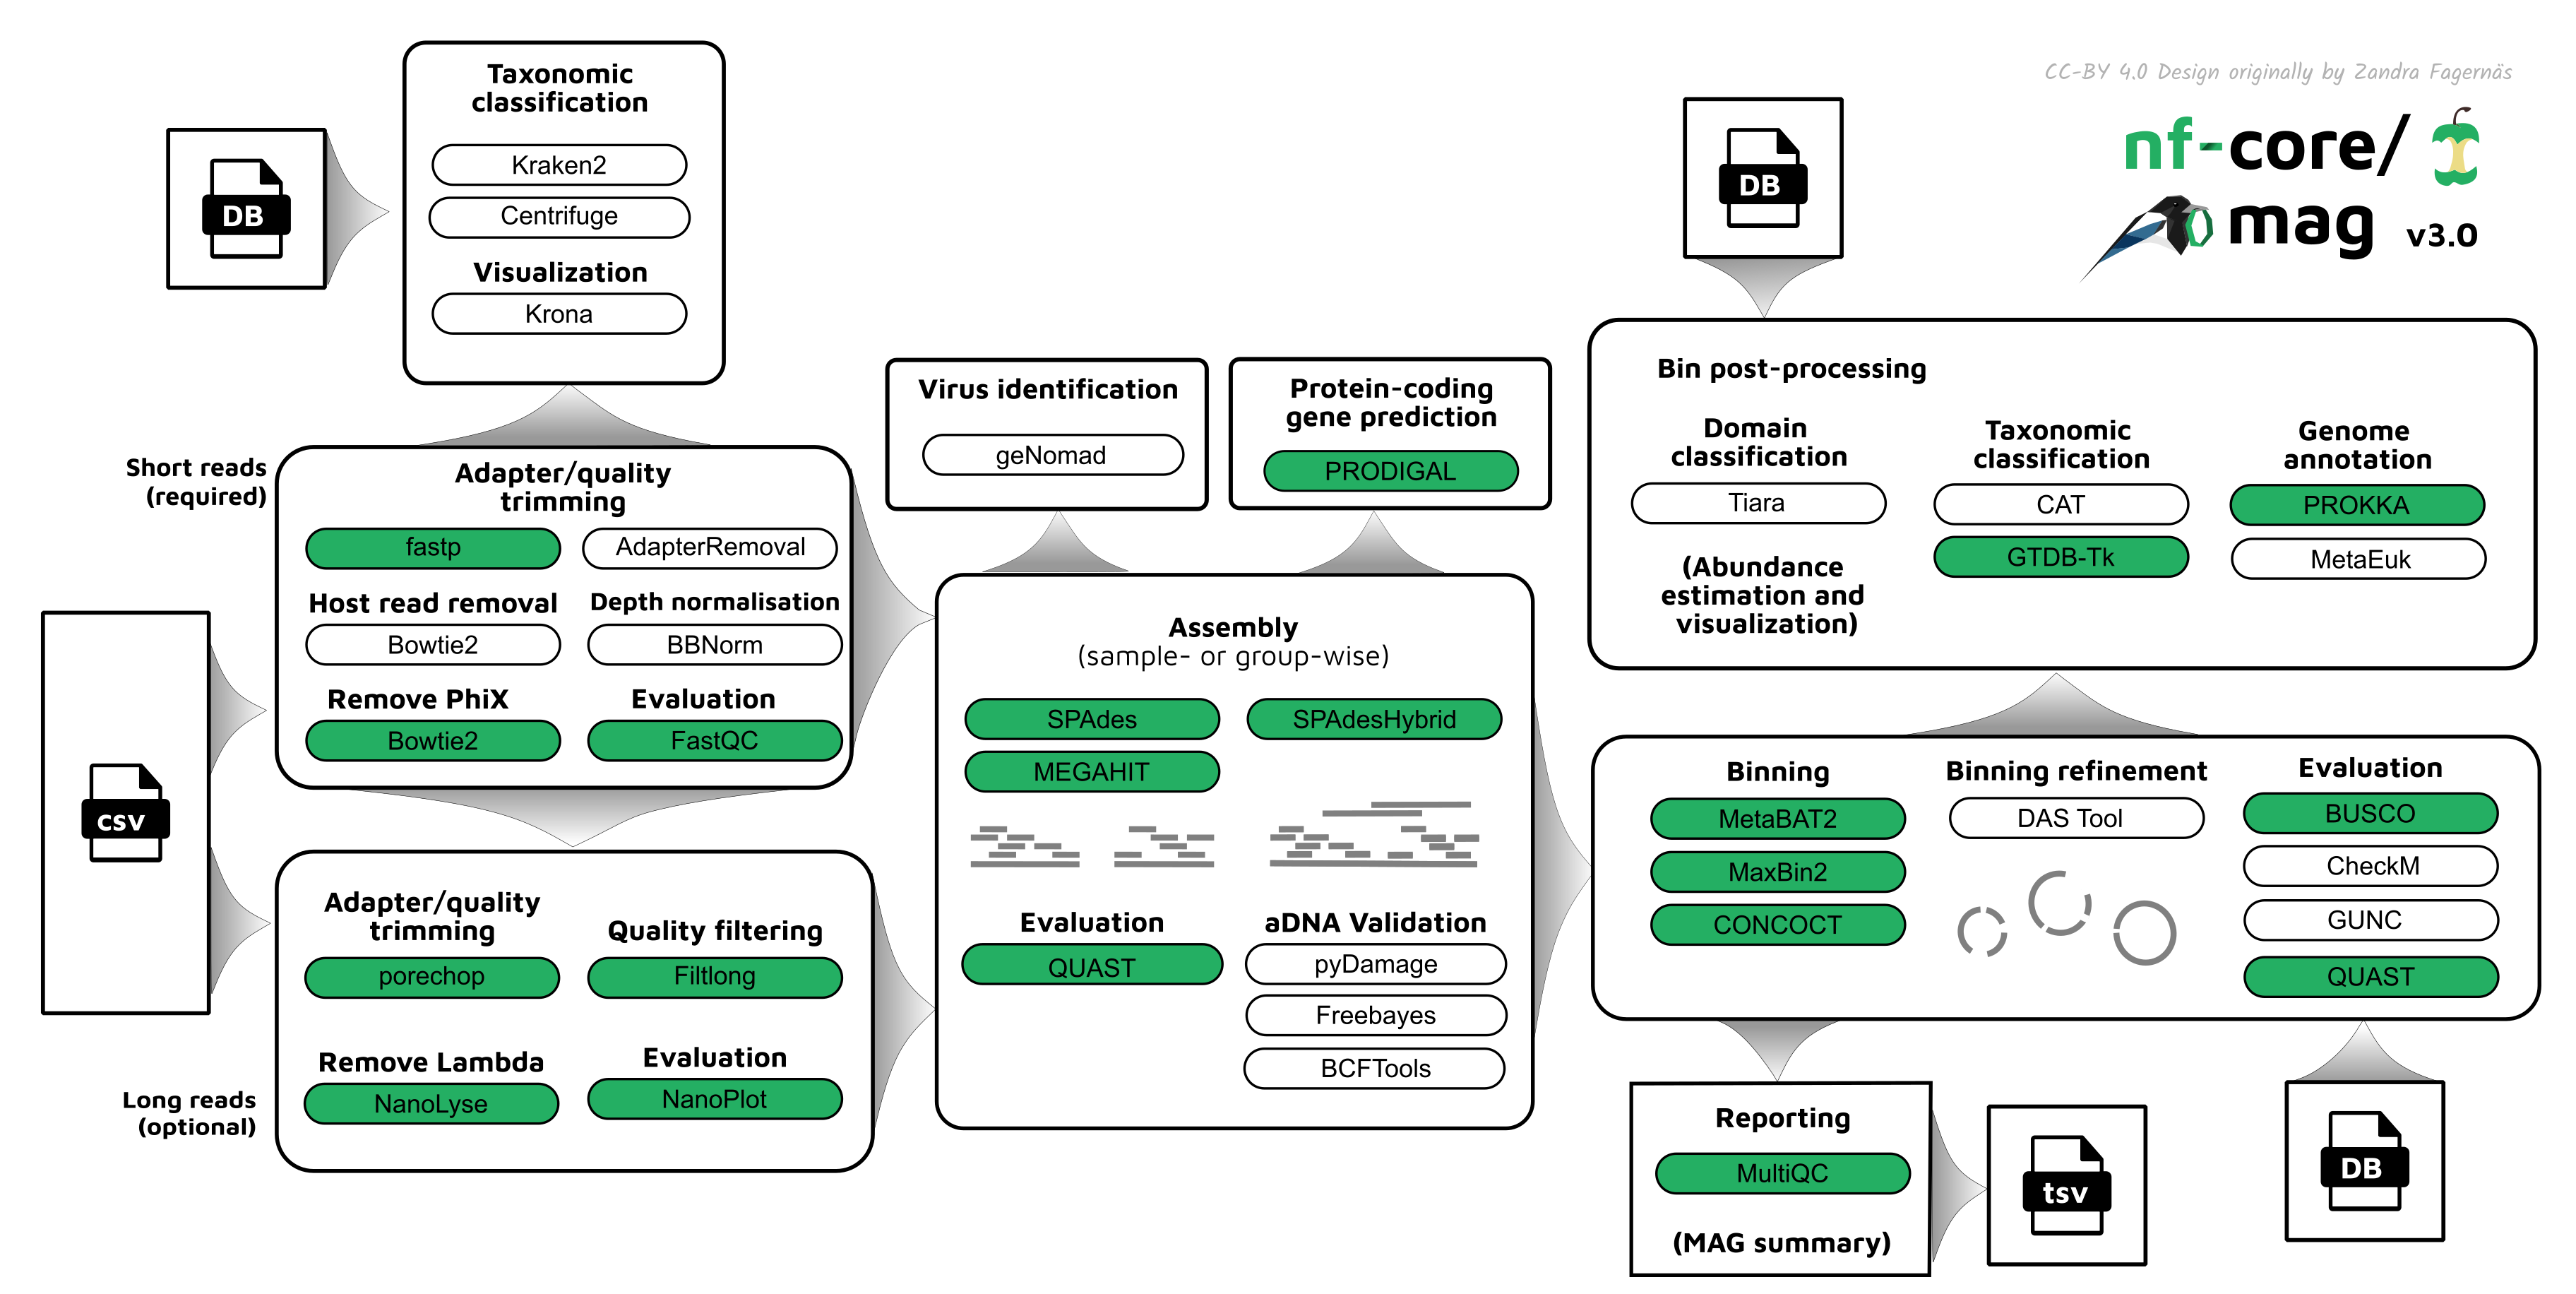 CC-BY 4.0 Design originally by Zandra Fagernäs
nf-core/
mag v3.0
DB
Taxonomic
classification
Kraken2
Centrifuge
Visualization
Krona
Short reads
(required)
csv
Adapter/quality
trimming
fastp
AdapterRemoval
Host read removal
Bowtie2
Depth normalisation
BBNorm
Remove PhiX
Bowtie2
Evaluation
FastQC
Long reads
(optional)
Adapter/quality
trimming
porechop
Quality filtering
Filtlong
Remove Lambda
NanoLyse
Evaluation
NanoPlot
Virus identification
geNomad
Protein-coding
gene prediction
PRODIGAL
Assembly
(sample- or group-wise)
SPAdes
SPAdesHybrid
MEGAHIT
Evaluation
QUAST
aDNA Validation
pyDamage
Freebayes
BCFTools
DB
Bin post-processing
Domain
classification
Tiara
(Abundance
estimation and
visualization)
Taxonomic
classification
CAT
GTDB-Tk
Genome
annotation
PROKKA
MetaEuk
Binning
MetaBAT2
MaxBin2
CONCOCT
Binning refinement
DAS Tool
Evaluation
BUSCO
CheckM
GUNC
QUAST
Reporting
MultiQC
(MAG summary)
tsv
DB